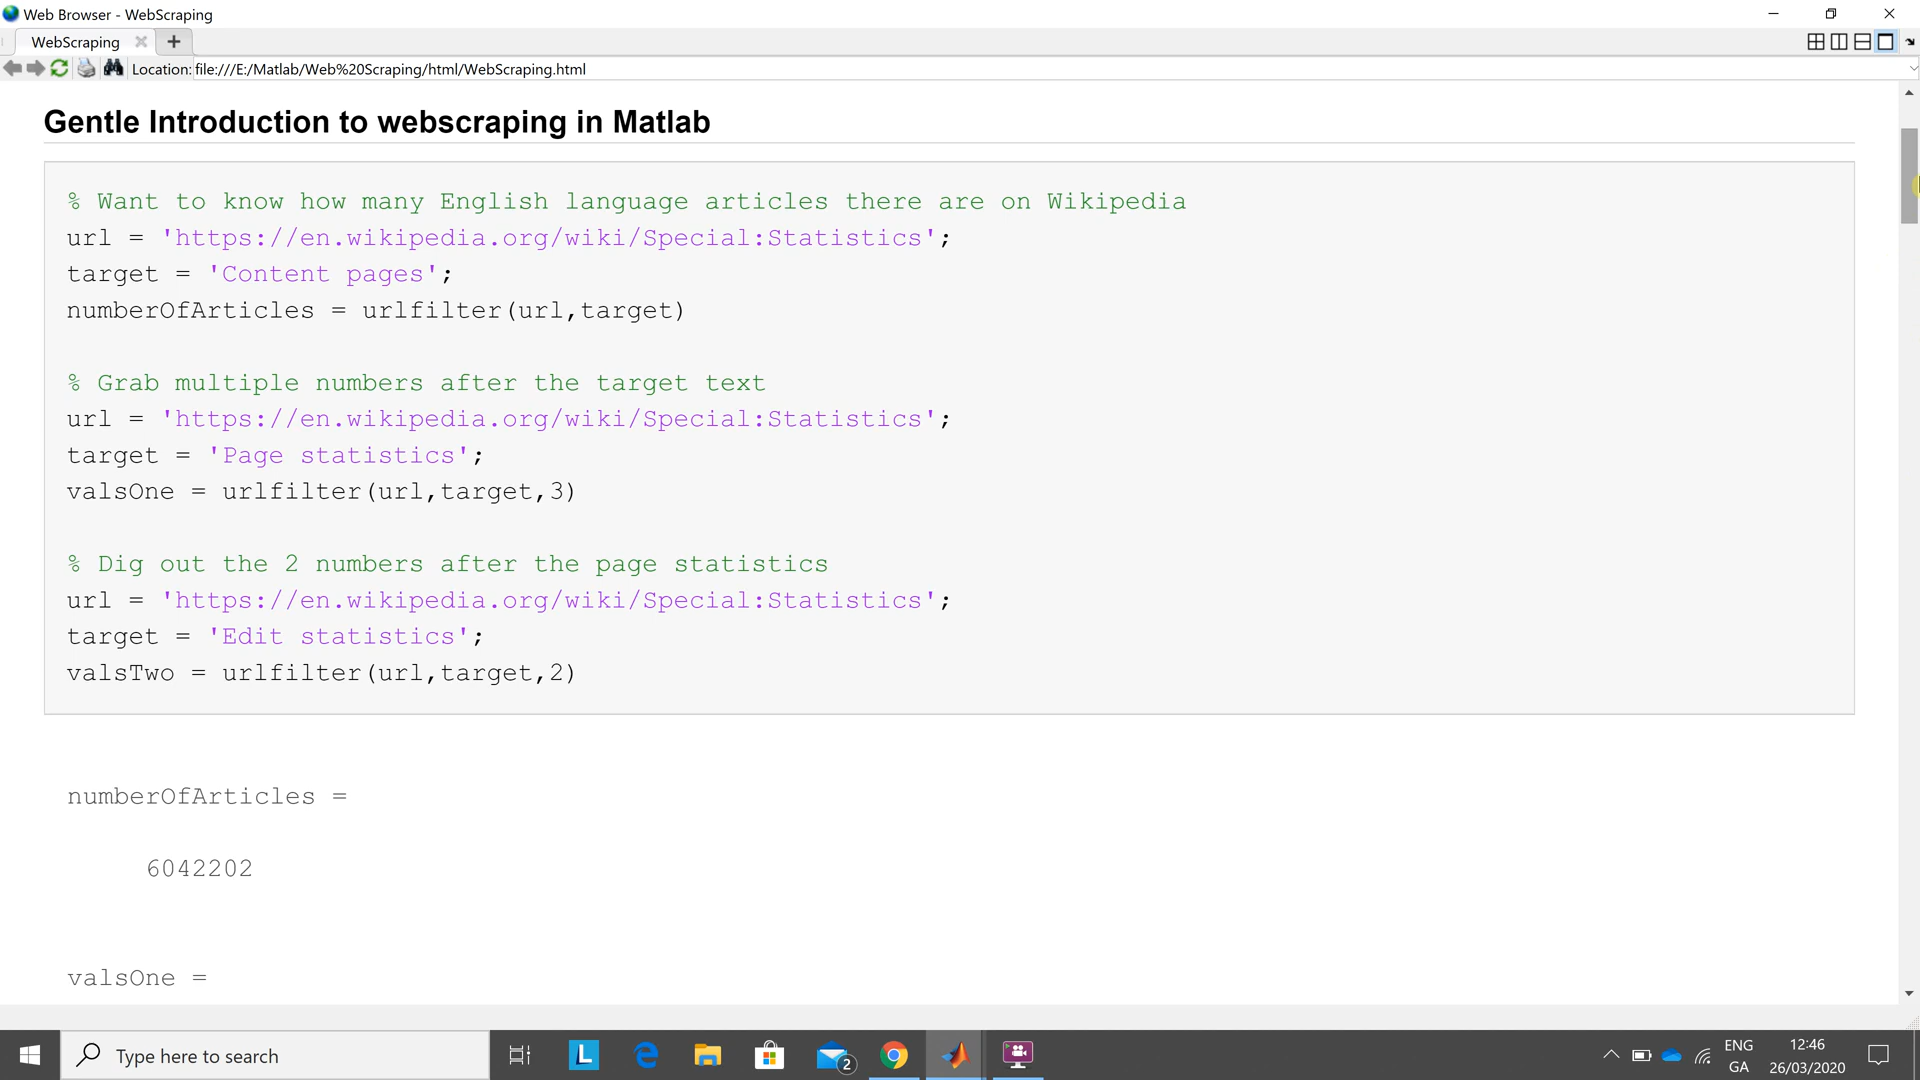 Web Browser - WebScraping
WebScraping
Location: file:///E:/Matlab/Web%20Scraping/html/WebScraping.html
Gentle Introduction to webscraping in Matlab
% Want to know how many English language articles there are on Wikipedia
url = 'https://en.wikipedia.org/wiki/Special:Statistics';
target = 'Content pages';
numberOfArticles = urlfilter(url,target)
% Grab multiple numbers after the target text
url = 'https://en.wikipedia.org/wiki/Special:Statistics';
target = 'Page statistics';
valsOne = urlfilter(url,target,3)
% Dig out the 2 numbers after the page statistics
url = 'https://en.wikipedia.org/wiki/Special:Statistics';
target = 'Edit statistics';
valsTwo = urlfilter(url,target,2)
numberOfArticles =
6042202
valsOne =
Type here to search
L
2
ENG
GA
12:46
26/03/2020